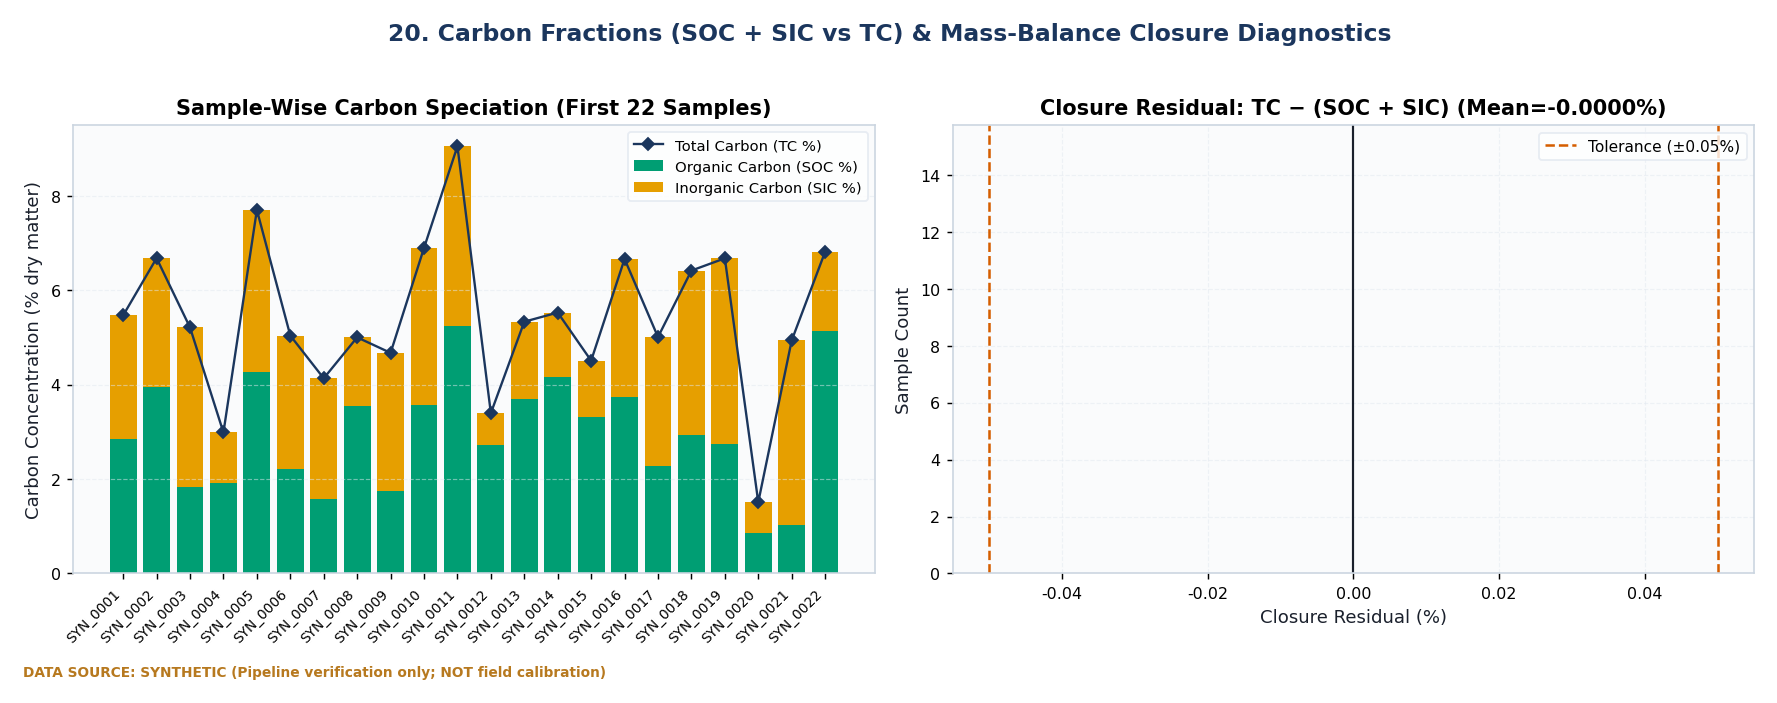 20. Carbon Fractions (SOC + SIC vs TC) & Mass-Balance Closure Diagnostics
Sample-Wise Carbon Speciation (First 22 Samples)
Carbon Concentration (% dry matter)
8
6
4
2
0
Total Carbon (TC %)
Organic Carbon (SOC %)
Inorganic Carbon (SIC %)
SYN_0001
SYN_0002
SYN_0003
SYN_0004
SYN_0005
SYN_0006
SYN_0007
SYN_0008
SYN_0009
SYN_0010
SYN_0011
SYN_0012
SYN_0013
SYN_0014
SYN_0015
SYN_0016
SYN_0017
SYN_0018
SYN_0019
SYN_0020
SYN_0021
SYN_0022
Closure Residual: TC − (SOC + SIC) (Mean=-0.0000%)
Sample Count
14
12
10
8
6
4
2
0
Tolerance (±0.05%)
-0.04
-0.02
0.00
0.02
0.04
Closure Residual (%)
DATA SOURCE: SYNTHETIC (Pipeline verification only; NOT field calibration)